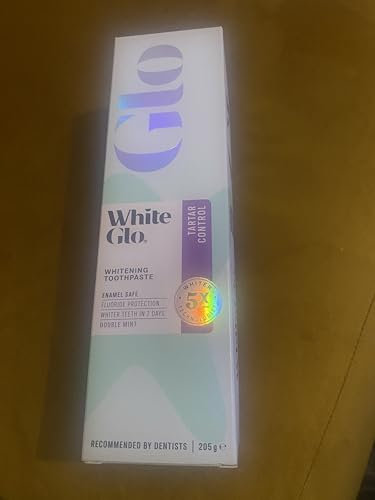 Glo
White
Glo®
TARTAR
CONTROL
WHITENING
TOOTHPASTE
ENAMEL SAFE
FLUORIDE PROTECTION
WHITER TEETH IN 2 DAYS
DOUBLE MINT
WHITER
5X
RECOMMENDED BY DENTISTS
205g e